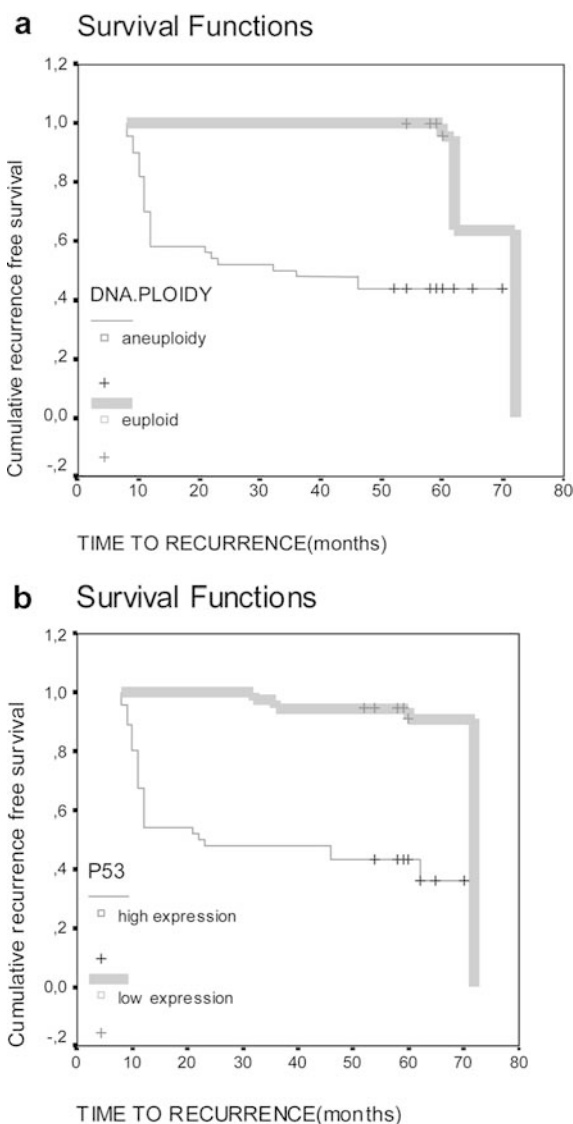 a Survival Functions
Cumulative recurrence free survival
1,2
1,0
,8
,6
,4
,2
0,0
-,2
DNA.PLOIDY
aneuploidy
euploid
0 10 20 30 40 50 60 70 80
TIME TO RECURRENCE(months)
b Survival Functions
Cumulative recurrence free survival
1,2
1,0
,8
,6
,4
,2
0,0
-,2
P53
high expression
low expression
0 10 20 30 40 50 60 70 80
TIME TO RECURRENCE(months)